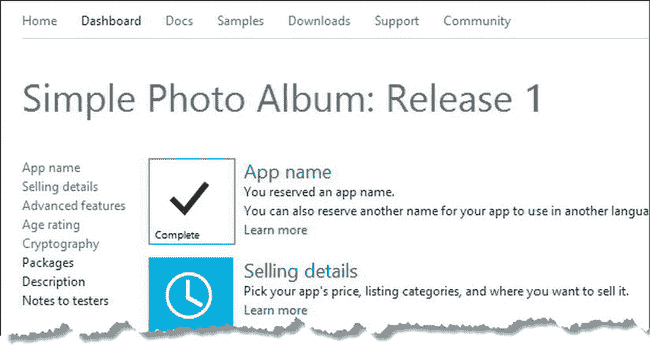 Home Dashboard Docs Samples Downloads Support Community
Simple Photo Album: Release 1
App name
Selling details
Advanced features
Age rating
Cryptography
Packages
Description
Notes to testers
Complete
App name
You reserved an app name.
You can also reserve another name for your app to use in another langua
Learn more
Selling details
Pick your app's price, listing categories, and where you want to sell it.
Learn more